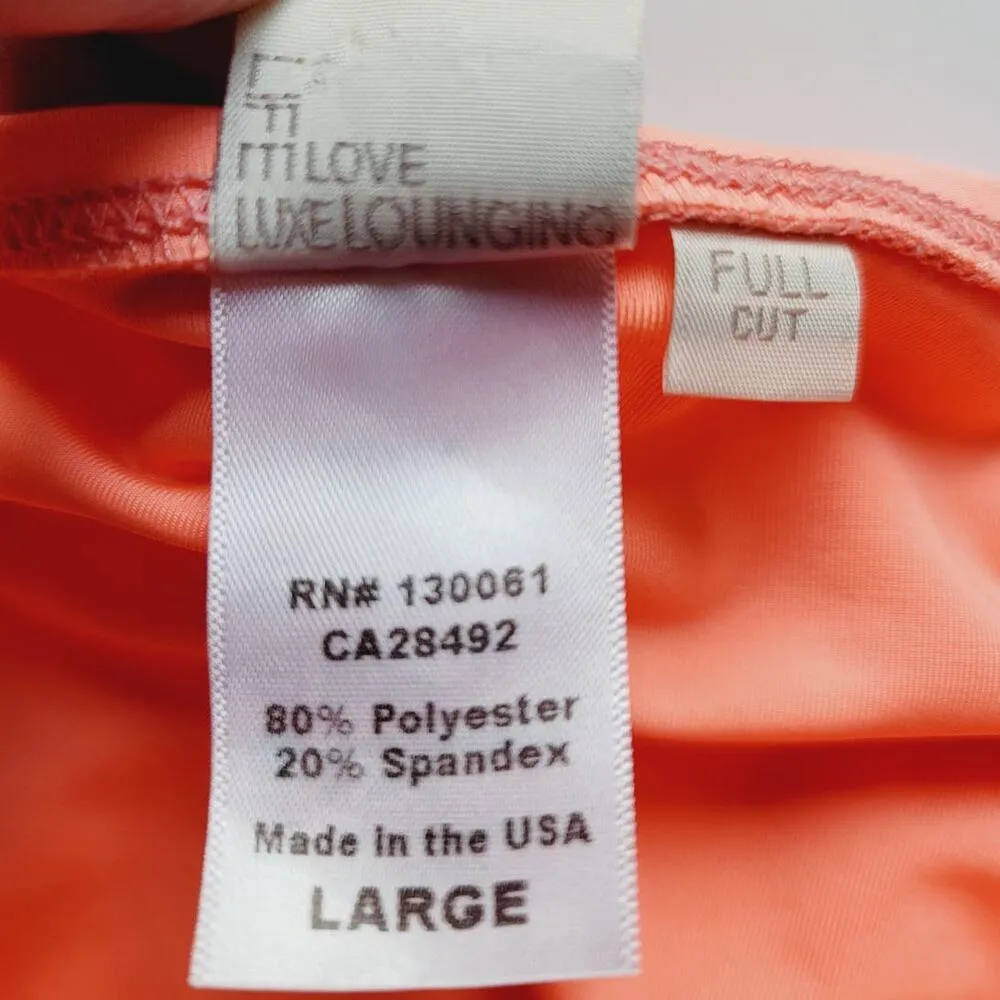 LOVE
LUXE LOUNGING
FULL
CUT
RN# 130061
CA28492
80% Polyester
20% Spandex
Made in the USA
LARGE